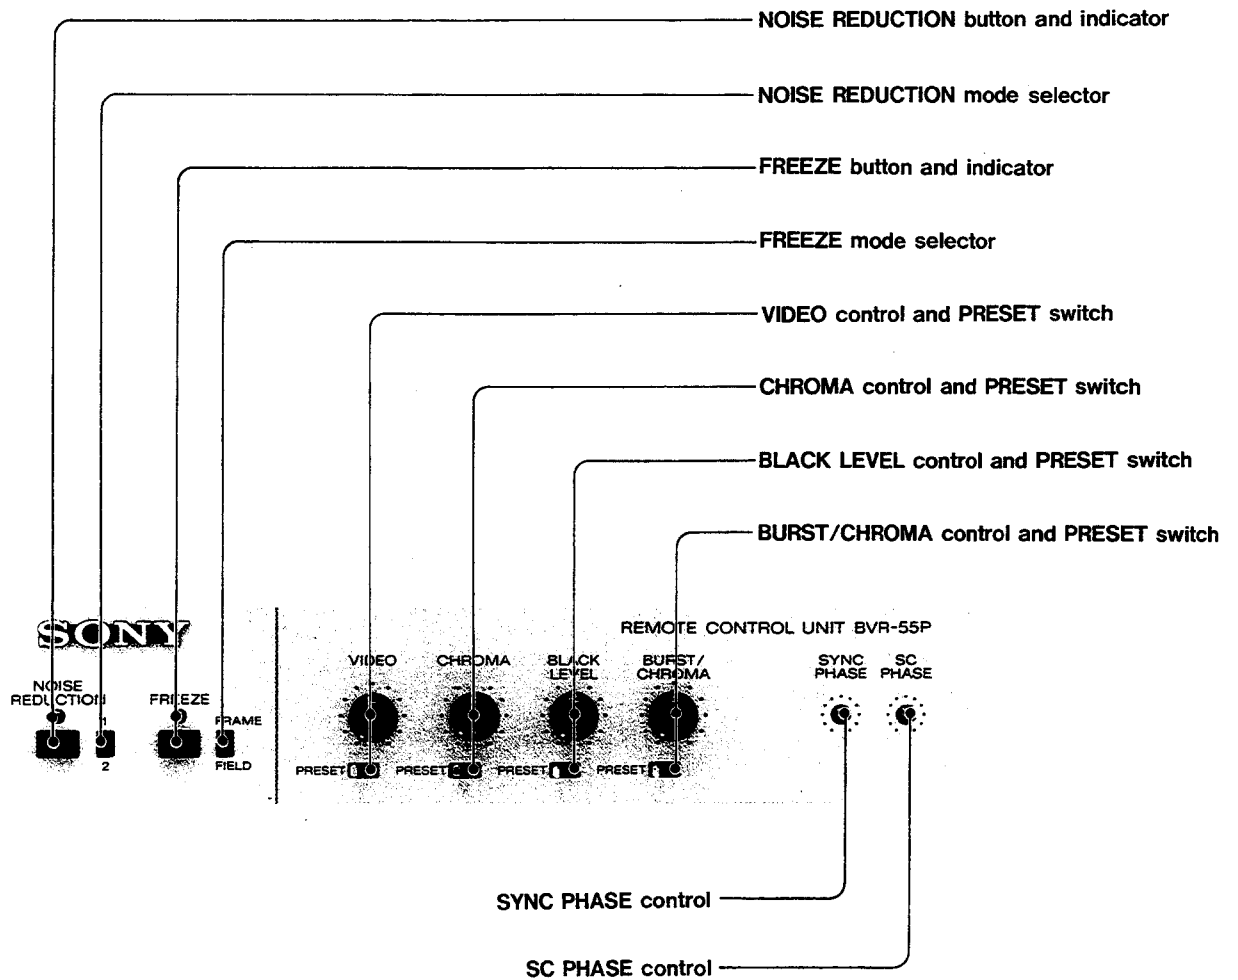 NOISE REDUCTION button and indicator
NOISE REDUCTION mode selector
FREEZE button and indicator
FREEZE mode selector
VIDEO control and PRESET switch
CHROMA control and PRESET switch
BLACK LEVEL control and PRESET switch
BURST/CHROMA control and PRESET switch
SONY
REMOTE CONTROL UNIT BVR-55P
NOISE
REDUCTION
1
2
FREEZE
FRAME
FIELD
VIDEO
PRESET
CHROMA
PRESET
BLACK
LEVEL
PRESET
BURST/
CHROMA
PRESET
SYNC
PHASE
SC
PHASE
SYNC PHASE control
SC PHASE control